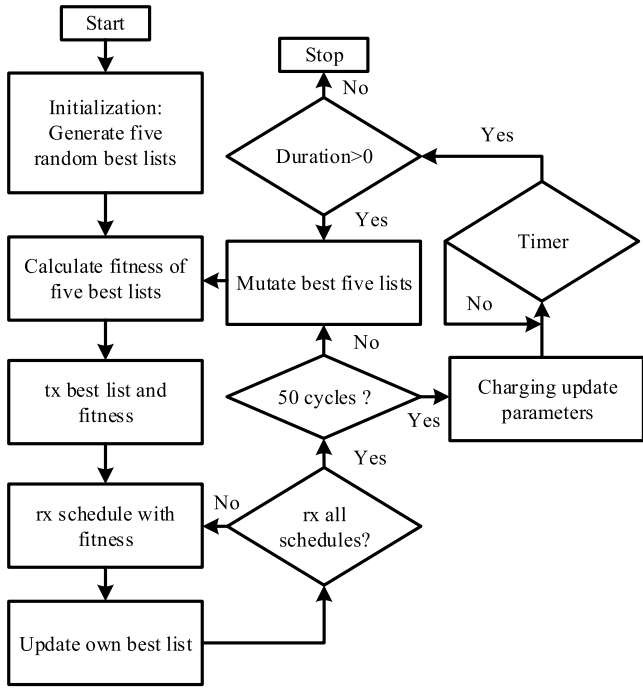 Start
Initialization:
Generate five
random best lists
Calculate fitness of
five best lists
tx best list and
fitness
rx schedule with
fitness
Update own best list
Stop
No
Duration>0
Yes
Mutate best five lists
No
50 cycles ?
Yes
Yes
No
rx all
schedules?
Yes
Timer
No
Charging update
parameters